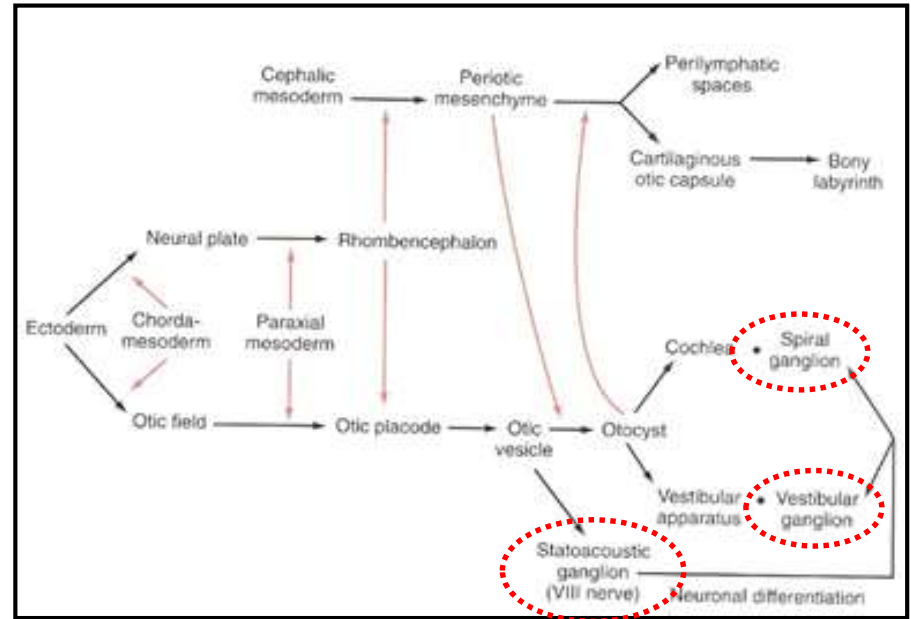 Cephalic
mesoderm
Periotic
mesenchyme
Perilymphatic
spaces
Cartilaginous
otic capsule
Bony
labyrinth
Neural plate
Rhombencephalon
Ectoderm
Chorda-
mesoderm
Paraxial
mesoderm
Cochlea
Spiral
ganglion
Otic field
Otic placode
Otic
vesicle
Otocyst
Vestibular
apparatus
Vestibular
ganglion
Statoacoustic
ganglion
(VIII nerve)
Neuronal differentiation